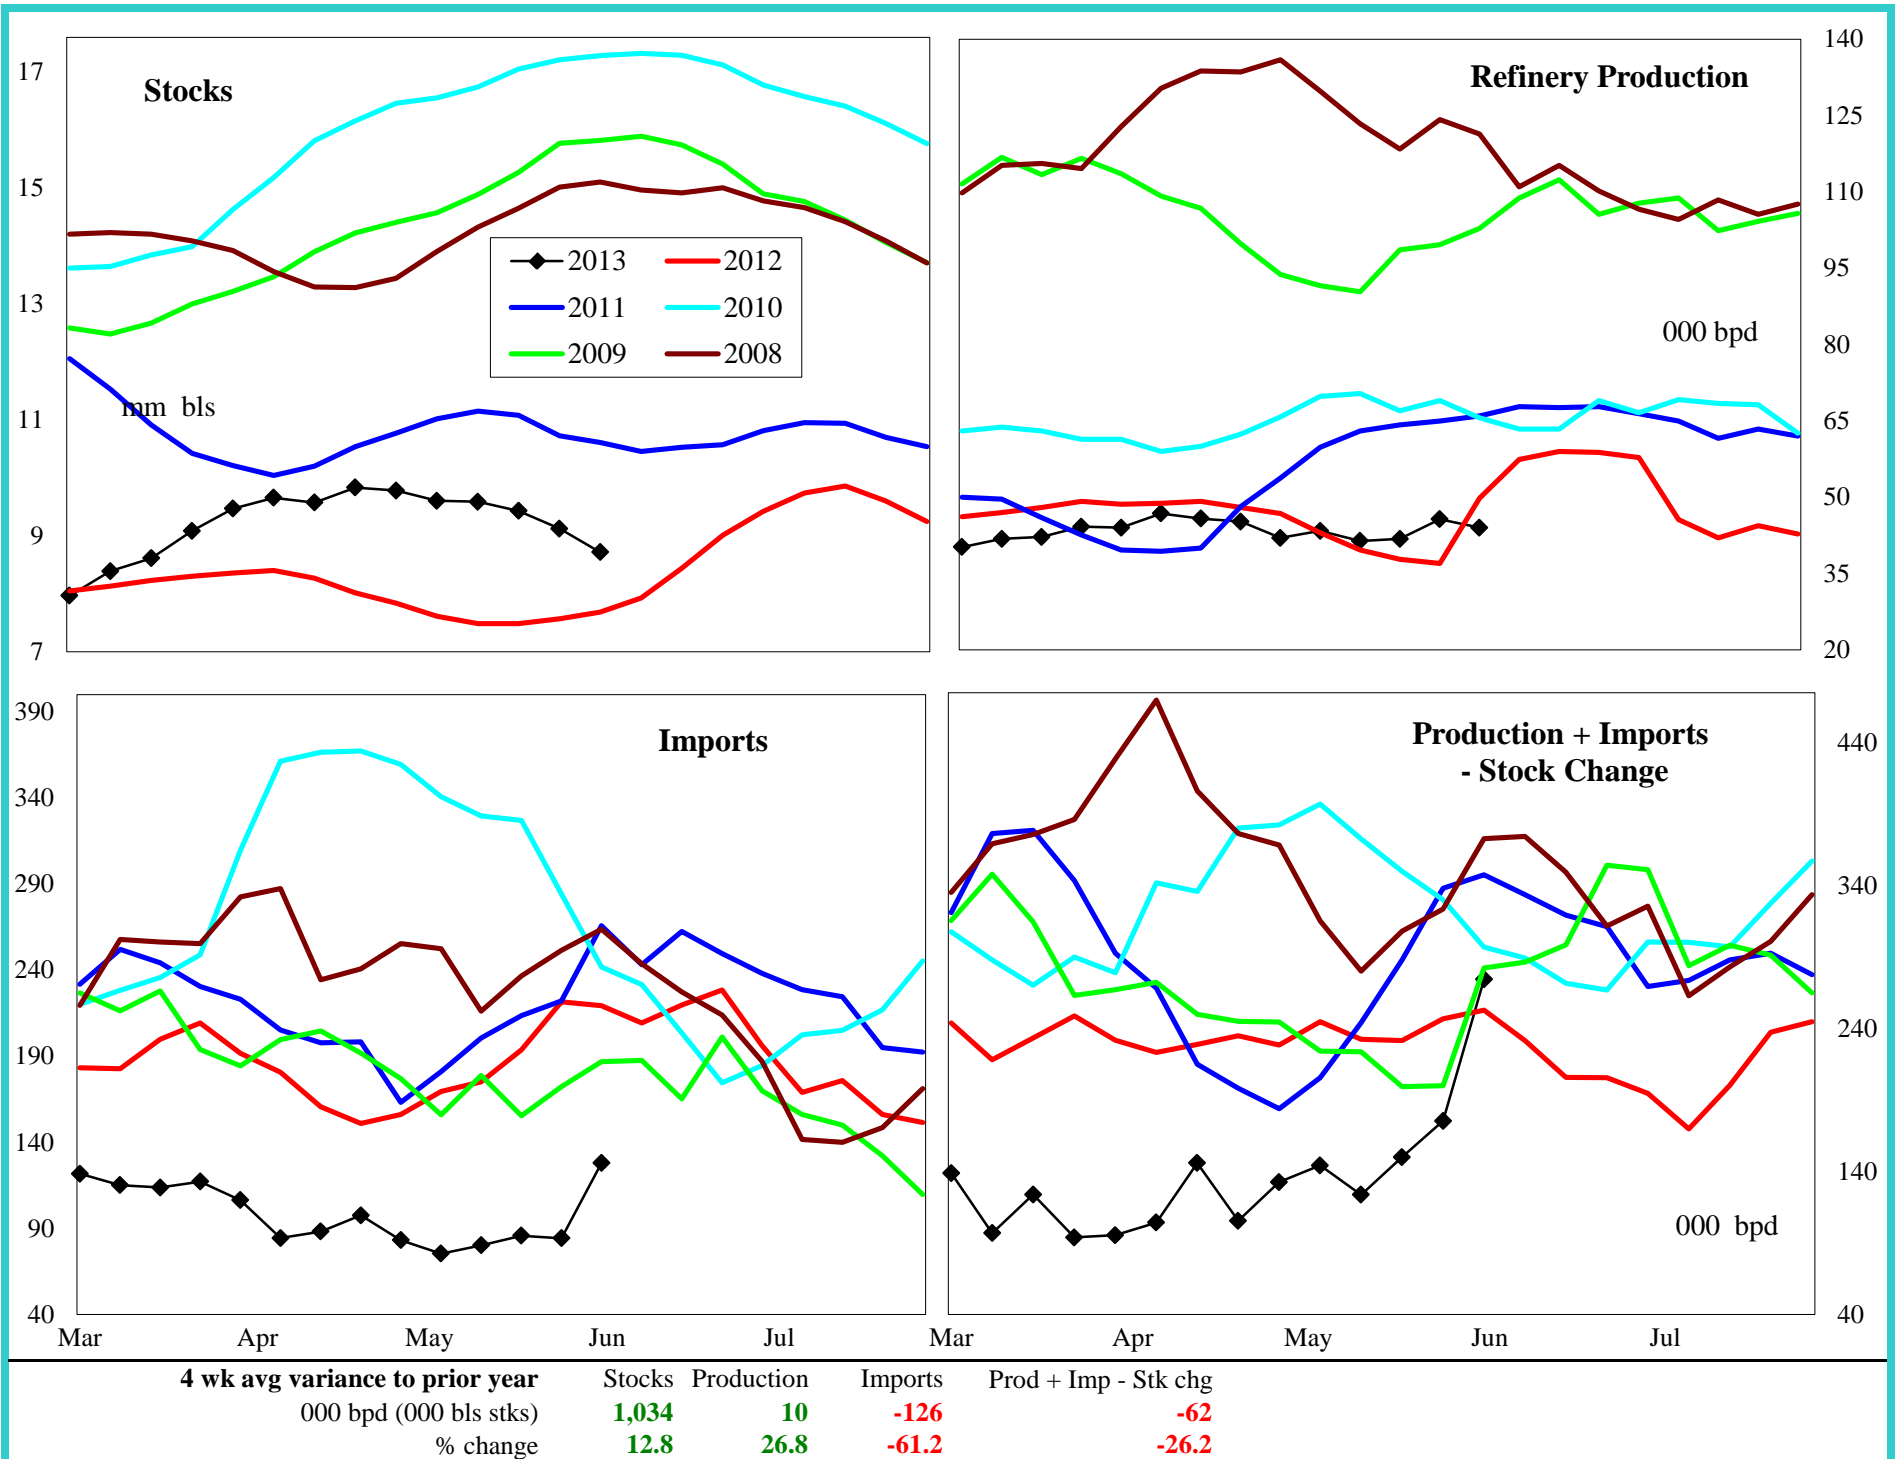 Stocks
17
15
13
11
9
7
mm bls
2013 2012
2011 2010
2009 2008
Refinery Production
140
125
110
95
80
65
50
35
20
000 bpd
Imports
390
340
290
240
190
140
90
40
Mar Apr May Jun Jul
Production + Imports
- Stock Change
440
340
240
140
40
000 bpd
Mar Apr May Jun Jul
4 wk avg variance to prior year Stocks Production Imports Prod + Imp - Stk chg
000 bpd (000 bls stks) 1,034 10 -126 -62
% change 12.8 26.8 -61.2 -26.2